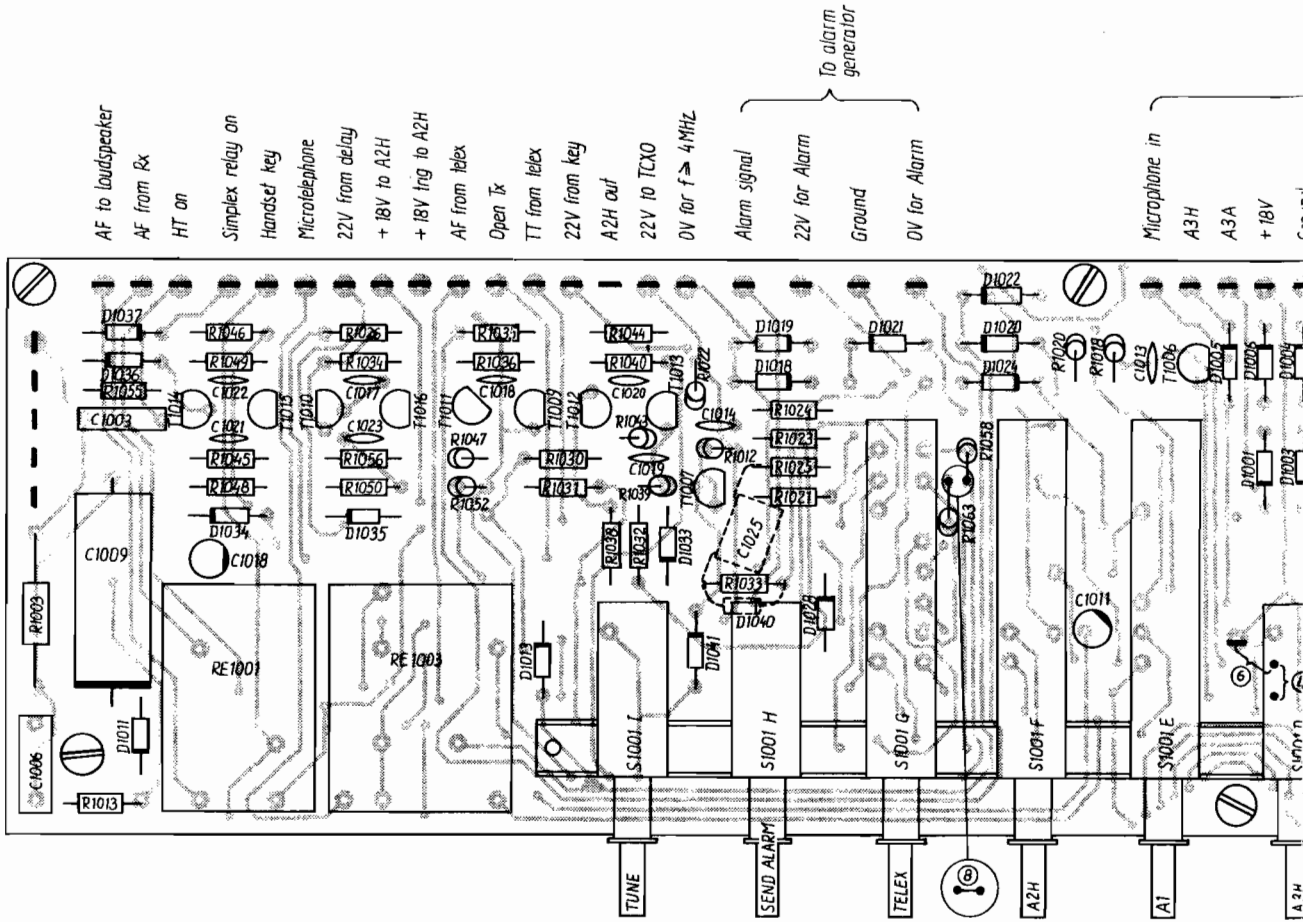 To alarm
generator
AF to loudspeaker
AF from Rx
HT on
Simplex relay on
Handset key
Microtelephone
22V from delay
+ 18V to A2H
+ 18V trig to A2H
AF from telex
Open Tx
TT from telex
22V from key
A2H out
22V to TCXO
0V for f ≥ 4MHZ
Alarm signal
22V for Alarm
Ground
0V for Alarm
Microphone in
A3H
A3A
+ 18V
D1037
D1036
R1055
C1003
T1014
R1046
R1049
C1022
C1021
R1045
R1048
D1034
C1018
T1015
T1010
R1026
R1034
C1017
C1023
R1056
R1050
D1035
T1016
T1011
R1047
R1052
R1035
R1036
C1018
T1009
R1030
R1031
T1012
R1044
R1040
C1020
R1043
C1019
R1039
R1038
R1032
D1033
T1013
R1022
C1014
R1012
T1007
C1025
R1033
D1040
D1041
D1019
D1018
R1024
R1023
R1025
R1021
D1028
D1021
D1022
D1020
D1024
R1058
R1063
R1020
R1018
C1013
T1006
D1005
D1006
D1004
D1001
D1003
C1009
R1003
RE1001
RE1003
D1013
C1011
6
D1011
C1006
R1013
S1001 I
S1001 H
S1001 G
S1001 F
S1001 E
S1001 D
TUNE
SEND ALARM
TELEX
8
A2H
A1
A3H